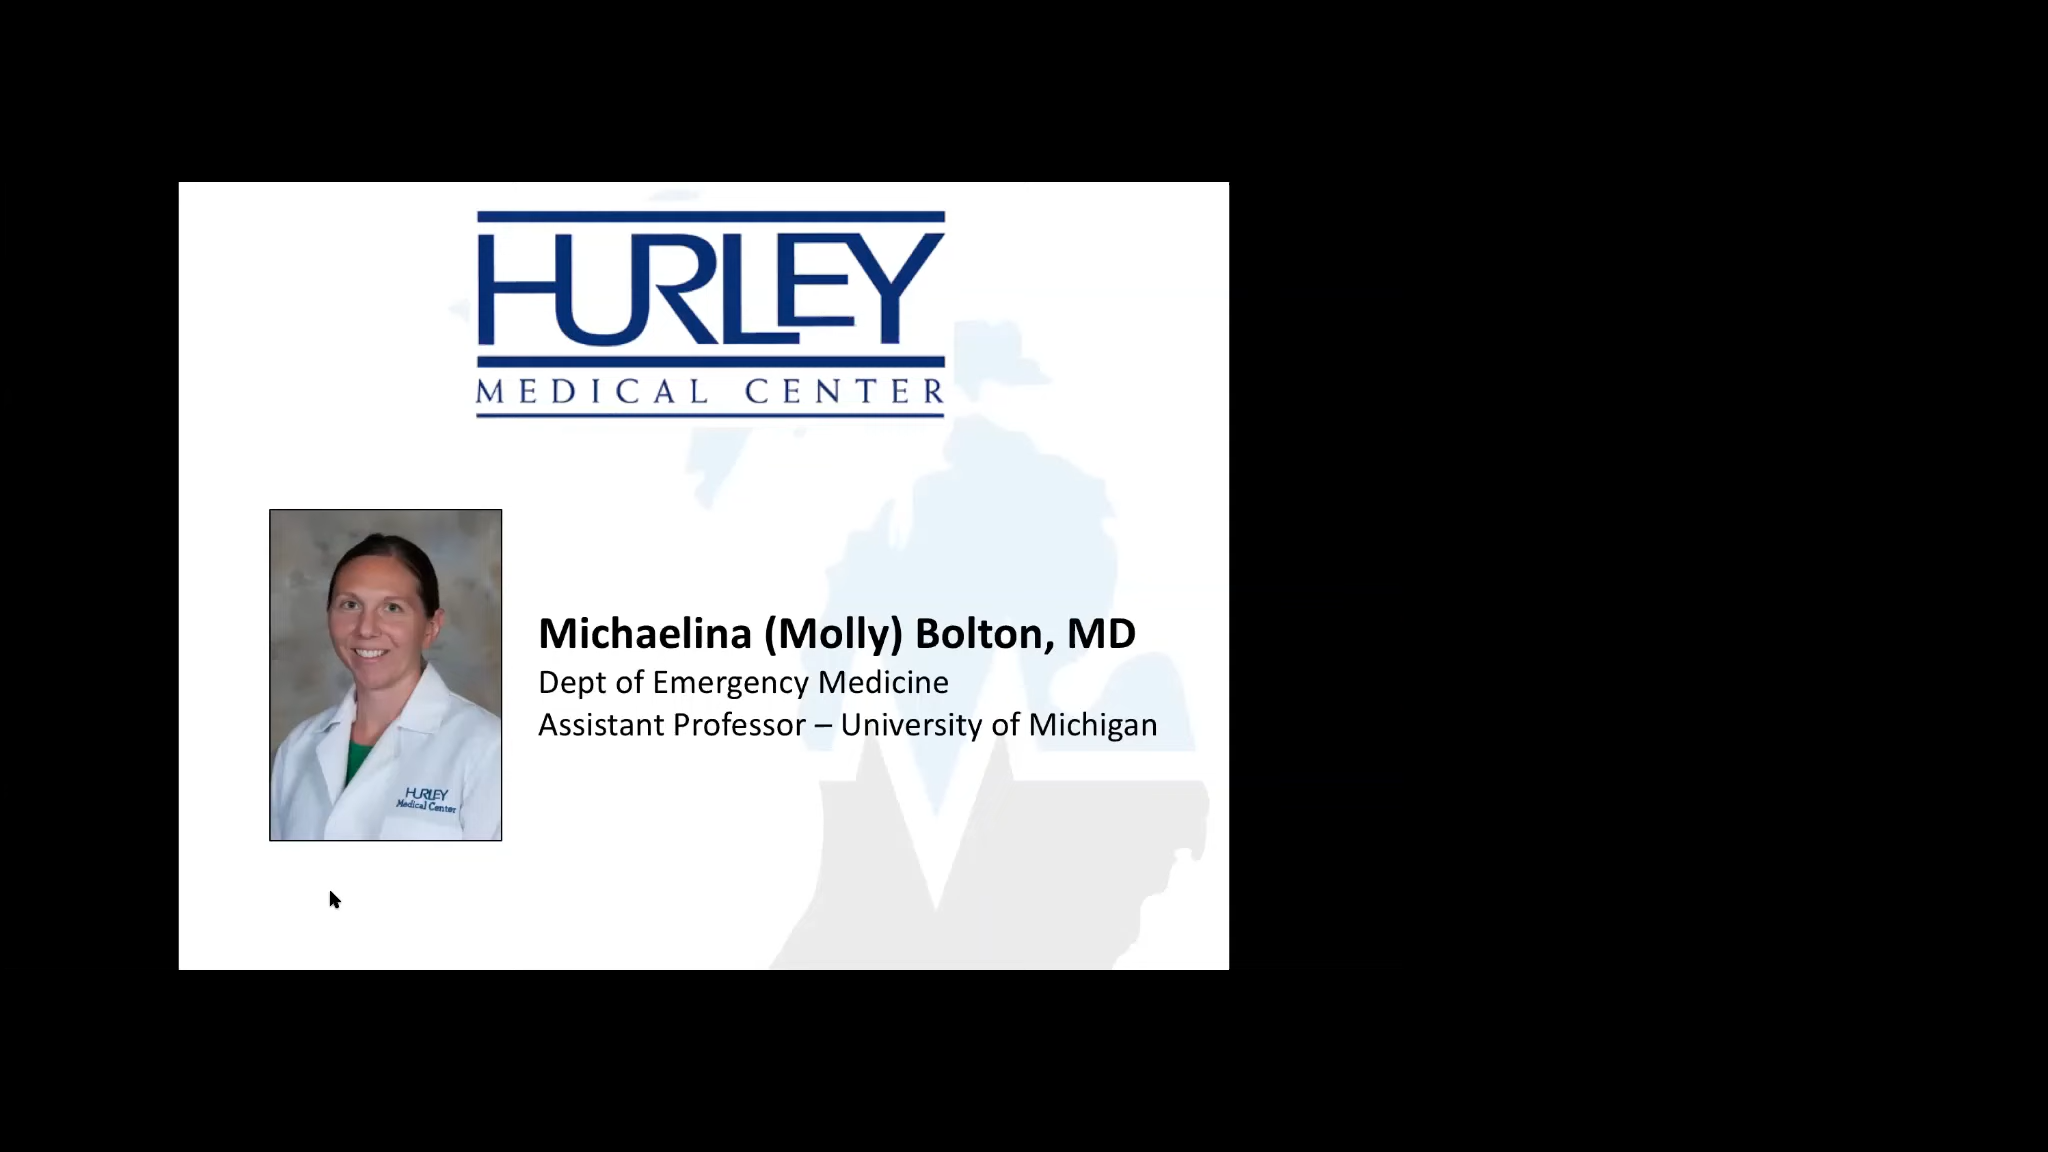 HURLEY
MEDICAL CENTER
Michaelina (Molly) Bolton, MD
Dept of Emergency Medicine
Assistant Professor – University of Michigan
HURLEY
Medical Center